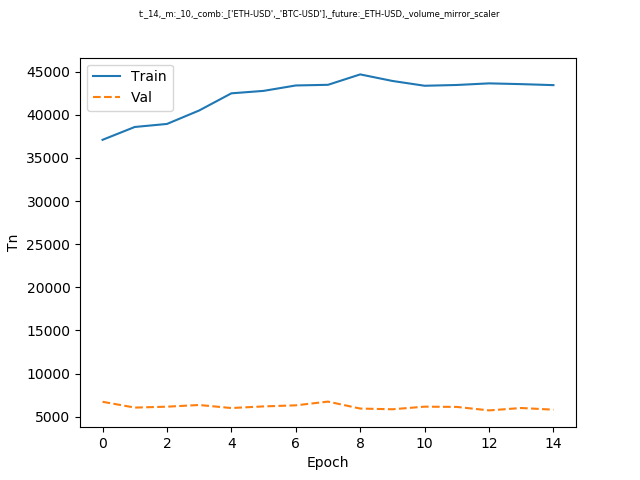 t:_14,_m:_10,_comb:_['ETH-USD',_'BTC-USD'],_future:_ETH-USD,_volume_mirror_scaler
Train
Val
45000
40000
35000
30000
25000
20000
15000
10000
5000
Tn
0 2 4 6 8 10 12 14
Epoch